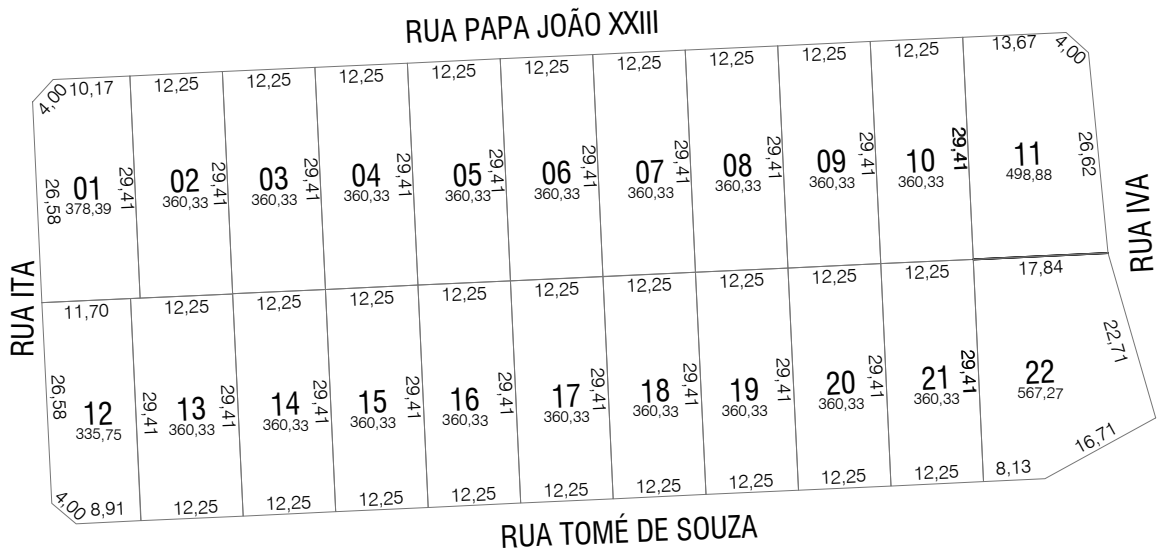 RUA PAPA JOÃO XXIII
4,00 10,17 12,25 12,25 12,25 12,25 12,25 12,25 12,25 12,25 12,25 13,67 4,00
26,58 29,41 29,41 29,41 29,41 29,41 29,41 29,41 29,41 29,41 29,41 26,62
01 02 03 04 05 06 07 08 09 10 11
378,39 360,33 360,33 360,33 360,33 360,33 360,33 360,33 360,33 360,33 498,88
RUA ITA
RUA IVA
11,70 12,25 12,25 12,25 12,25 12,25 12,25 12,25 12,25 12,25 17,84
26,58 29,41 29,41 29,41 29,41 29,41 29,41 29,41 29,41 29,41 29,41 22,71
12 13 14 15 16 17 18 19 20 21 22
335,75 360,33 360,33 360,33 360,33 360,33 360,33 360,33 360,33 360,33 567,27
4,00 8,91 12,25 12,25 12,25 12,25 12,25 12,25 12,25 12,25 12,25 8,13 16,71
RUA TOMÉ DE SOUZA